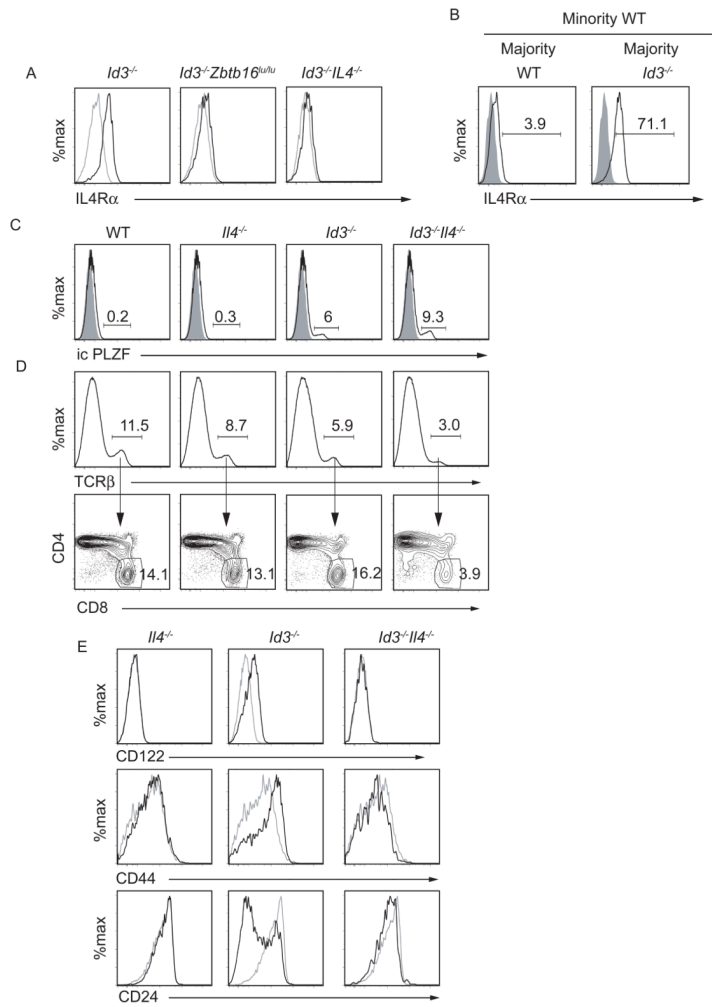 B
Minority WT
Majority Majority
WT Id3-/-
A
Id3-/- Id3-/-Zbtb16lu/lu Id3-/-IL4-/-
%max
IL4Rα
%max
3.9 71.1
IL4Rα
C
WT Il4-/- Id3-/- Id3-/-Il4-/-
%max
0.2 0.3 6 9.3
ic PLZF
D
%max
11.5 8.7 5.9 3.0
TCRβ
CD4
14.1 13.1 16.2 3.9
CD8
E
Il4-/- Id3-/- Id3-/-Il4-/-
%max
CD122
%max
CD44
%max
CD24